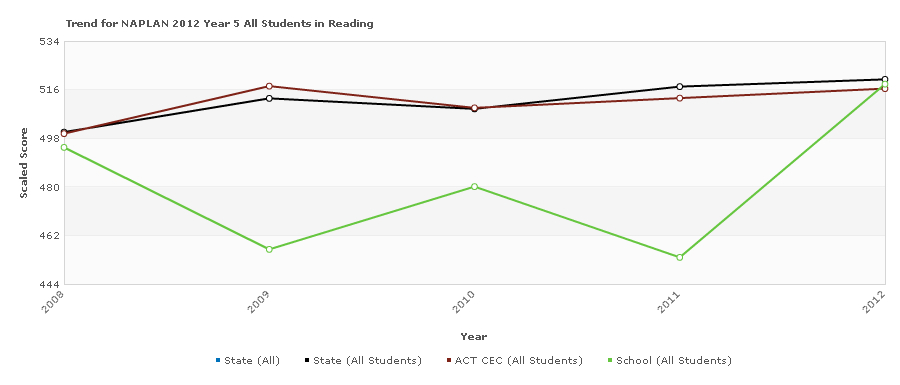 Trend for NAPLAN 2012 Year 5 All Students in Reading
534
516
498
480
462
444
Scaled Score
2008 2009 2010 2011 2012
Year
State (All) State (All Students) ACT CEC (All Students) School (All Students)